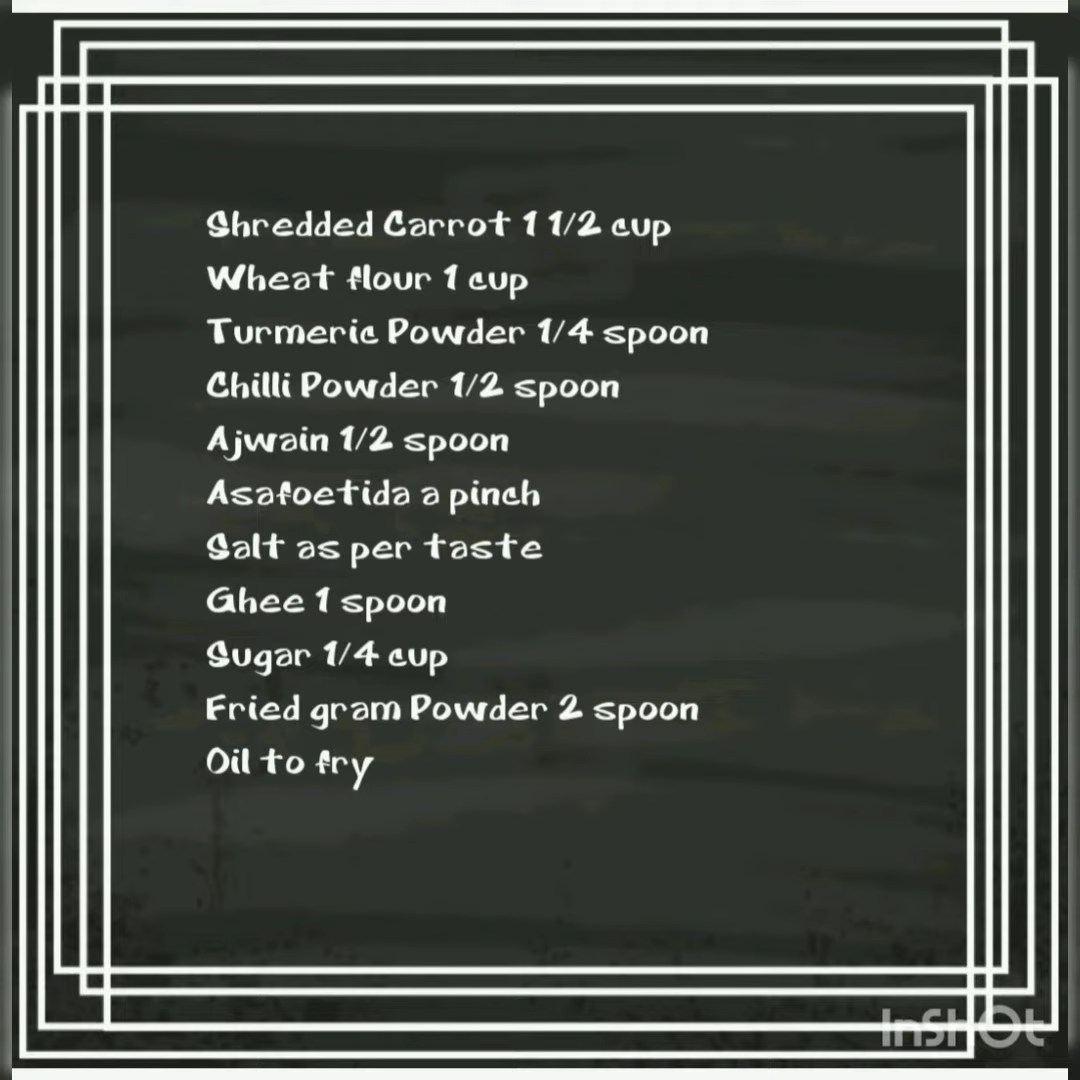 Shredded Carrot 1 1/2 cup
Wheat flour 1 cup
Turmeric Powder 1/4 spoon
Chilli Powder 1/2 spoon
Ajwain 1/2 spoon
Asafoetida a pinch
Salt as per taste
Ghee 1 spoon
Sugar 1/4 cup
Fried gram Powder 2 spoon
Oil to fry
InShOt